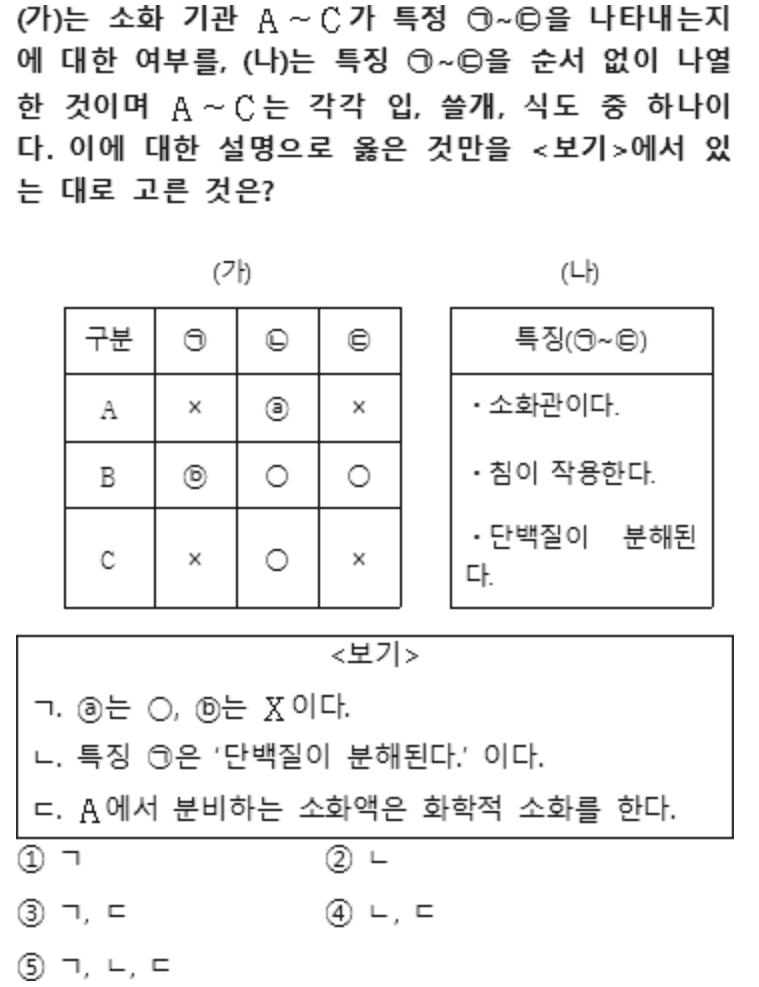 (가)는 소화 기관 A ~ C가 특정 ㉠~㉢을 나타내는지
에 대한 여부를, (나)는 특징 ㉠~㉢을 순서 없이 나열
한 것이며 A ~ C는 각각 입, 쓸개, 식도 중 하나이
다. 이에 대한 설명으로 옳은 것만을 <보기>에서 있
는 대로 고른 것은?
(가)
구분 ㉠ ㉡ ㉢
A × ⓐ ×
B ⓑ ○ ○
C × ○ ×
(나)
특징(㉠~㉢)
・소화관이다.
・침이 작용한다.
・단백질이 분해된
다.
<보기>
ㄱ. ⓐ는 ○, ⓑ는 X이다.
ㄴ. 특징 ㉠은 ‘단백질이 분해된다.’ 이다.
ㄷ. A에서 분비하는 소화액은 화학적 소화를 한다.
① ㄱ ② ㄴ
③ ㄱ, ㄷ ④ ㄴ, ㄷ
⑤ ㄱ, ㄴ, ㄷ